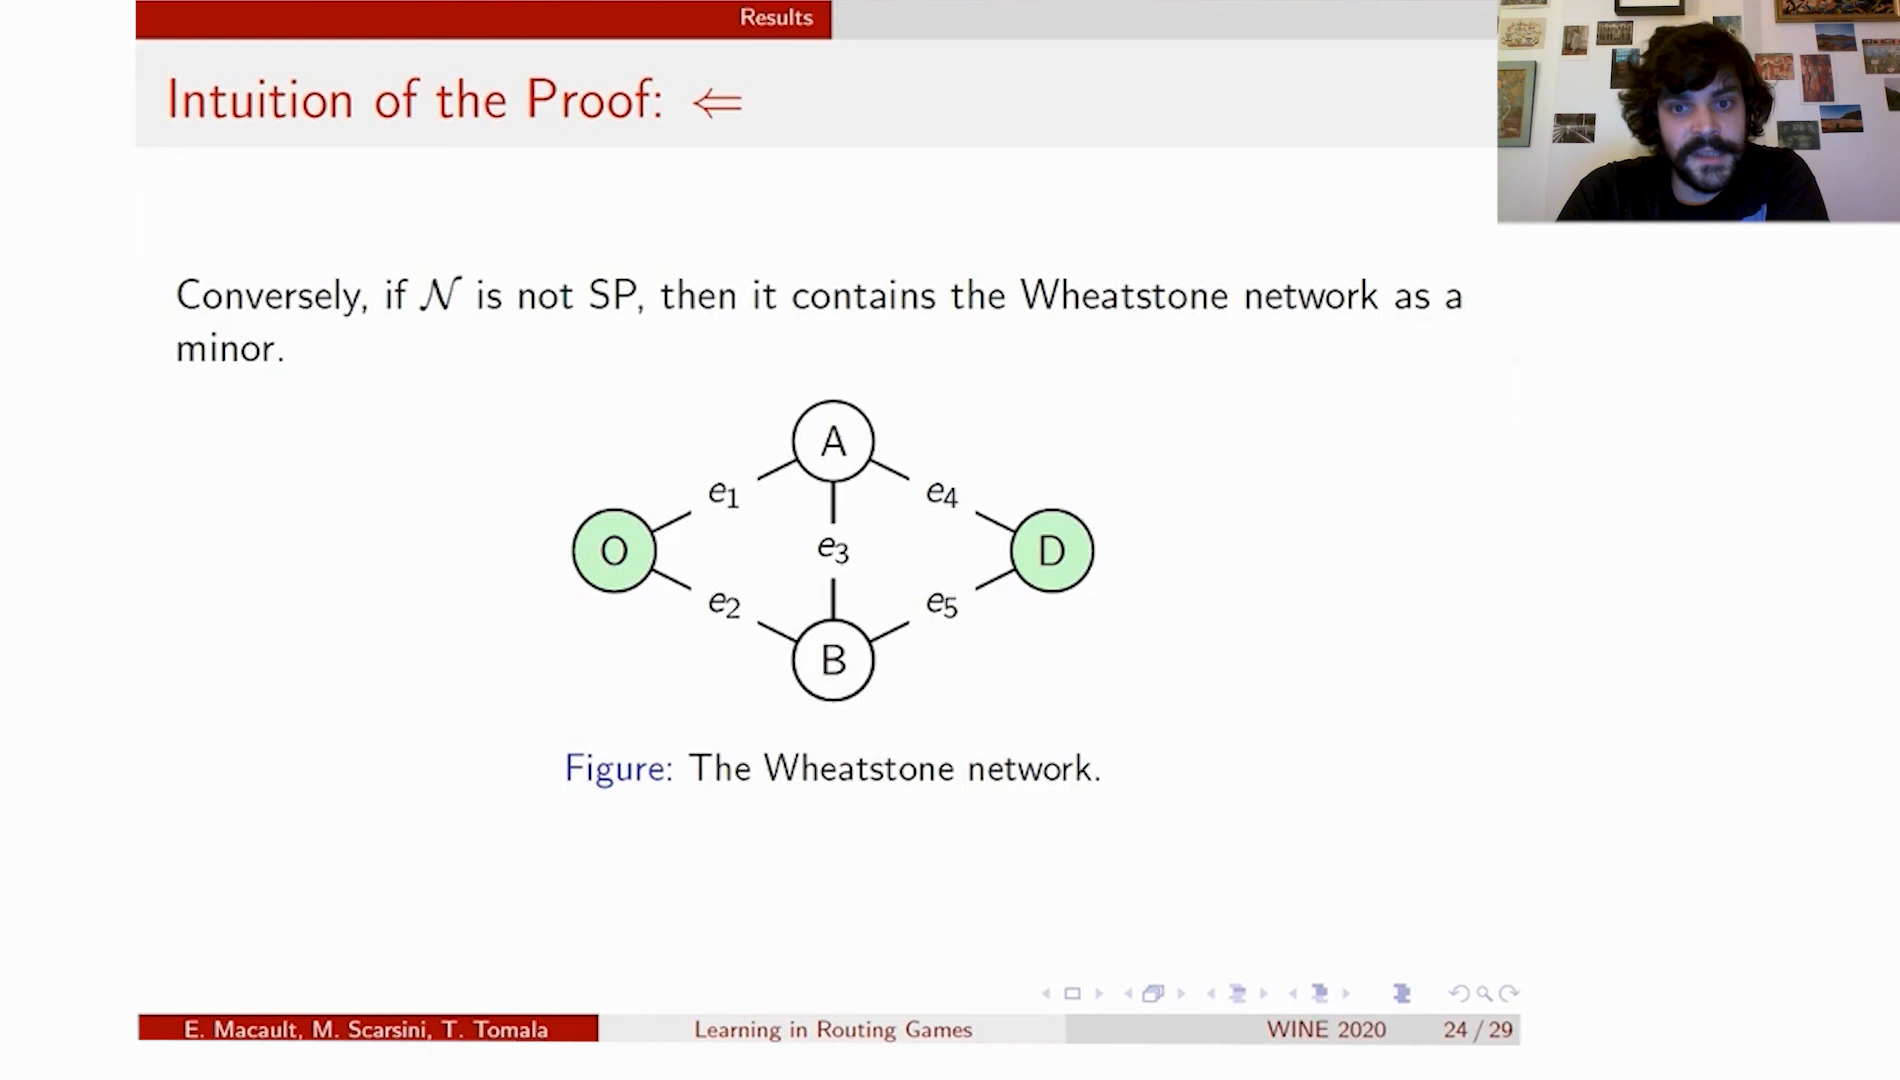 Results
Intuition of the Proof: ⇐
Conversely, if 𝒩 is not SP, then it contains the Wheatstone network as a
minor.
A
e₁
e₄
O
e₃
D
e₂
e₅
B
Figure: The Wheatstone network.
E. Macault, M. Scarsini, T. Tomala
Learning in Routing Games
WINE 2020
24 / 29